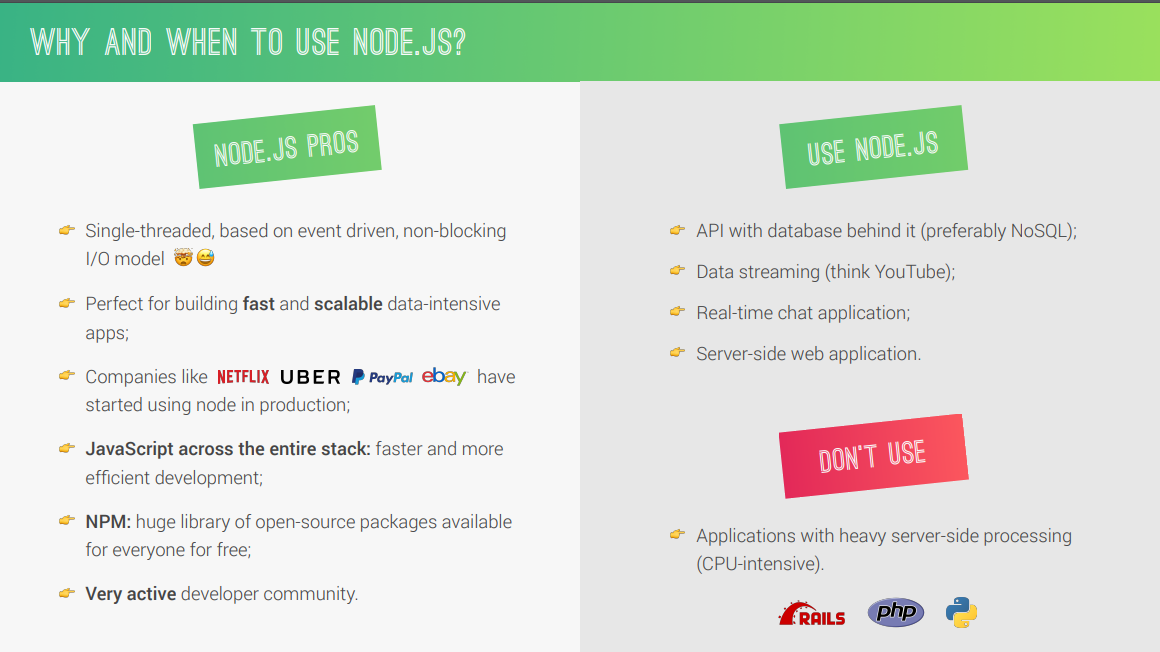 WHY AND WHEN TO USE NODE.JS?
NODE.JS PROS
👉 Single-threaded, based on event driven, non-blocking
I/O model 🤯😅
👉 Perfect for building fast and scalable data-intensive
apps;
👉 Companies like NETFLIX UBER PayPal ebay have
started using node in production;
👉 JavaScript across the entire stack: faster and more
efficient development;
👉 NPM: huge library of open-source packages available
for everyone for free;
👉 Very active developer community.
USE NODE.JS
👉 API with database behind it (preferably NoSQL);
👉 Data streaming (think YouTube);
👉 Real-time chat application;
👉 Server-side web application.
DON'T USE
👉 Applications with heavy server-side processing
(CPU-intensive).
RAILS php